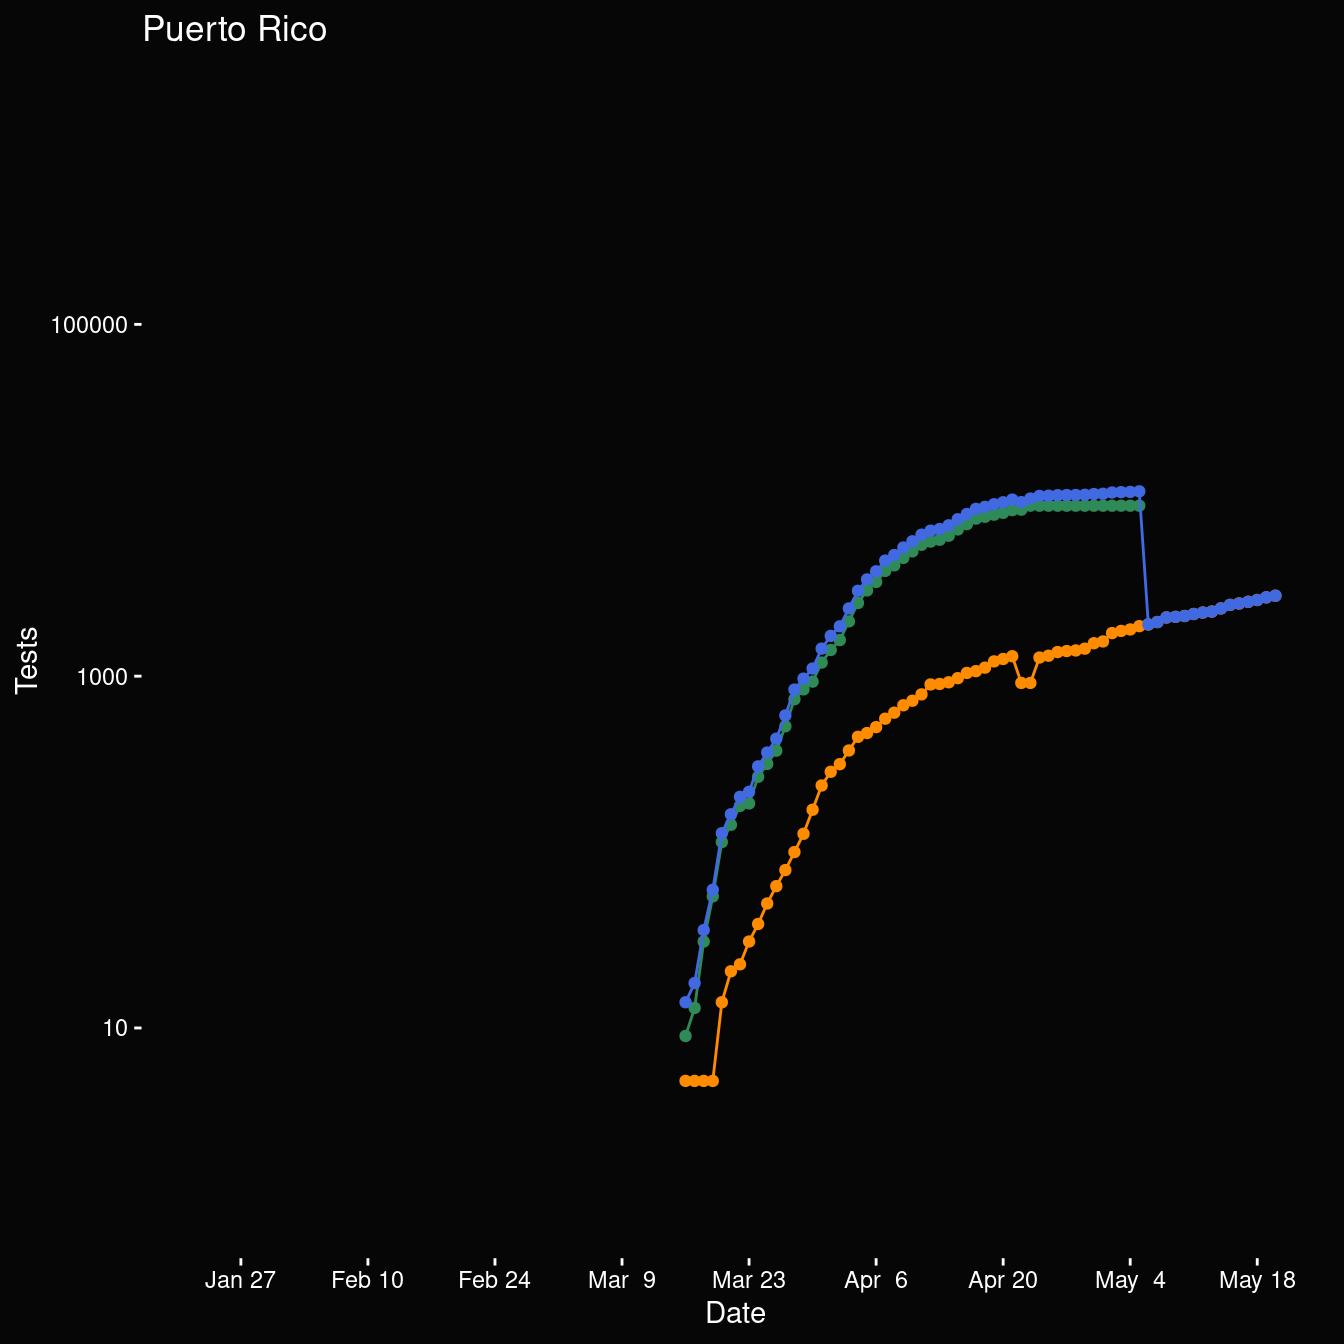 Puerto Rico
100000
1000
10
Tests
Jan 27
Feb 10
Feb 24
Mar  9
Mar 23
Apr  6
Apr 20
May  4
May 18
Date